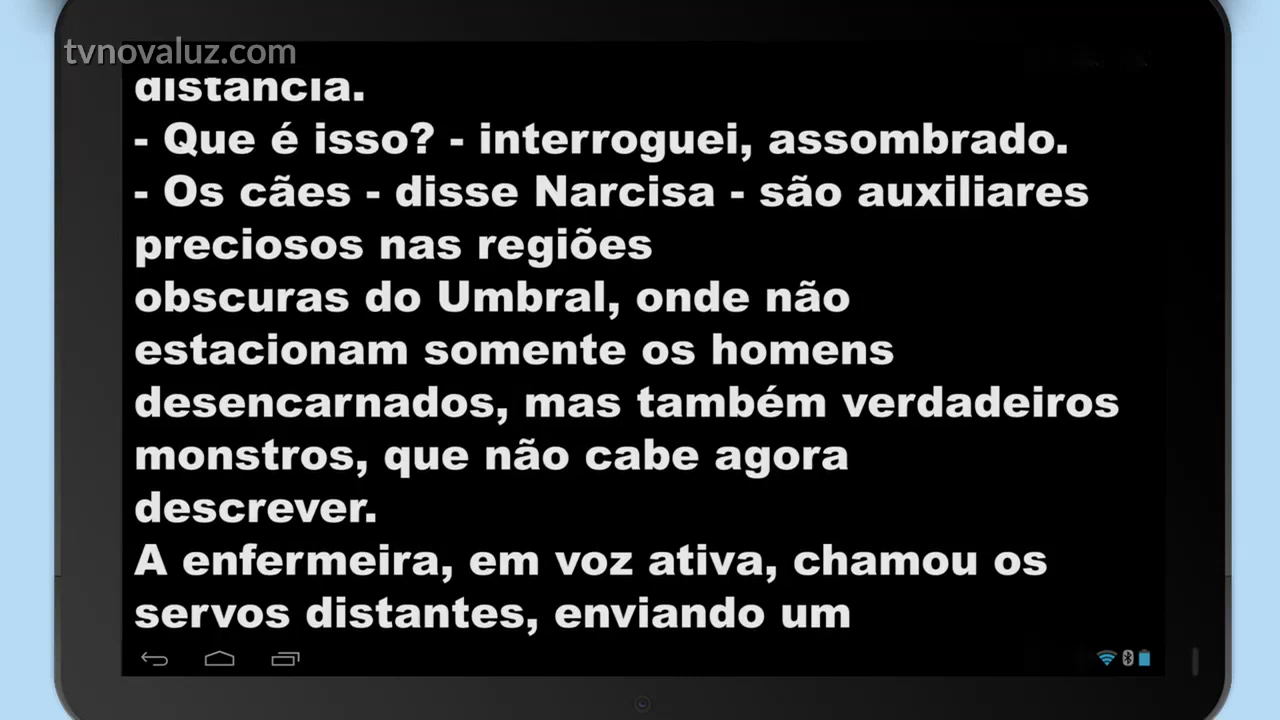 tvnovaluz.com
distância.
- Que é isso? - interroguei, assombrado.
- Os cães - disse Narcisa - são auxiliares
preciosos nas regiões
obscuras do Umbral, onde não
estacionam somente os homens
desencarnados, mas também verdadeiros
monstros, que não cabe agora
descrever.
A enfermeira, em voz ativa, chamou os
servos distantes, enviando um